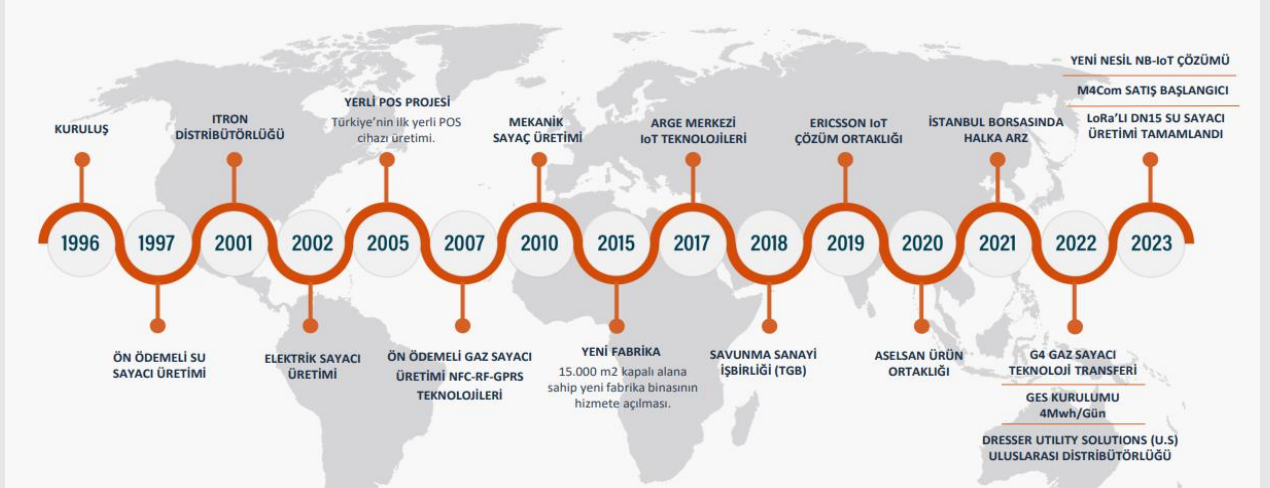 KURULUŞ
ITRON
DİSTRİBÜTÖRLÜĞÜ
YERLİ POS PROJESİ
Türkiye'nin ilk yerli POS
cihazı üretimi.
MEKANİK
SAYAÇ ÜRETİMİ
ARGE MERKEZİ
IoT TEKNOLOJİLERİ
ERICSSON IoT
ÇÖZÜM ORTAKLIĞI
İSTANBUL BORSASINDA
HALKA ARZ
YENİ NESİL NB-IoT ÇÖZÜMÜ
M4Com SATIŞ BAŞLANGICI
LoRa'LI DN15 SU SAYACI
ÜRETİMİ TAMAMLANDI
1996
1997
2001
2002
2005
2007
2010
2015
2017
2018
2019
2020
2021
2022
2023
ÖN ÖDEMELİ SU
SAYACI ÜRETİMİ
ELEKTRİK SAYACI
ÜRETİMİ
ÖN ÖDEMELİ GAZ SAYACI
ÜRETİMİ NFC-RF-GPRS
TEKNOLOJİLERİ
YENİ FABRIKA
15.000 m2 kapalı alana
sahip yeni fabrika binasının
hizmete açılması.
SAVUNMA SANAYİ
İŞBİRLİĞİ (TGB)
ASELSAN ÜRÜN
ORTAKLIĞI
G4 GAZ SAYACI
TEKNOLOJİ TRANSFERİ
GES KURULUMU
4Mwh/Gün
DRESSER UTILITY SOLUTIONS (U.S)
ULUSLARASI DİSTRİBÜTÖRLÜĞÜ